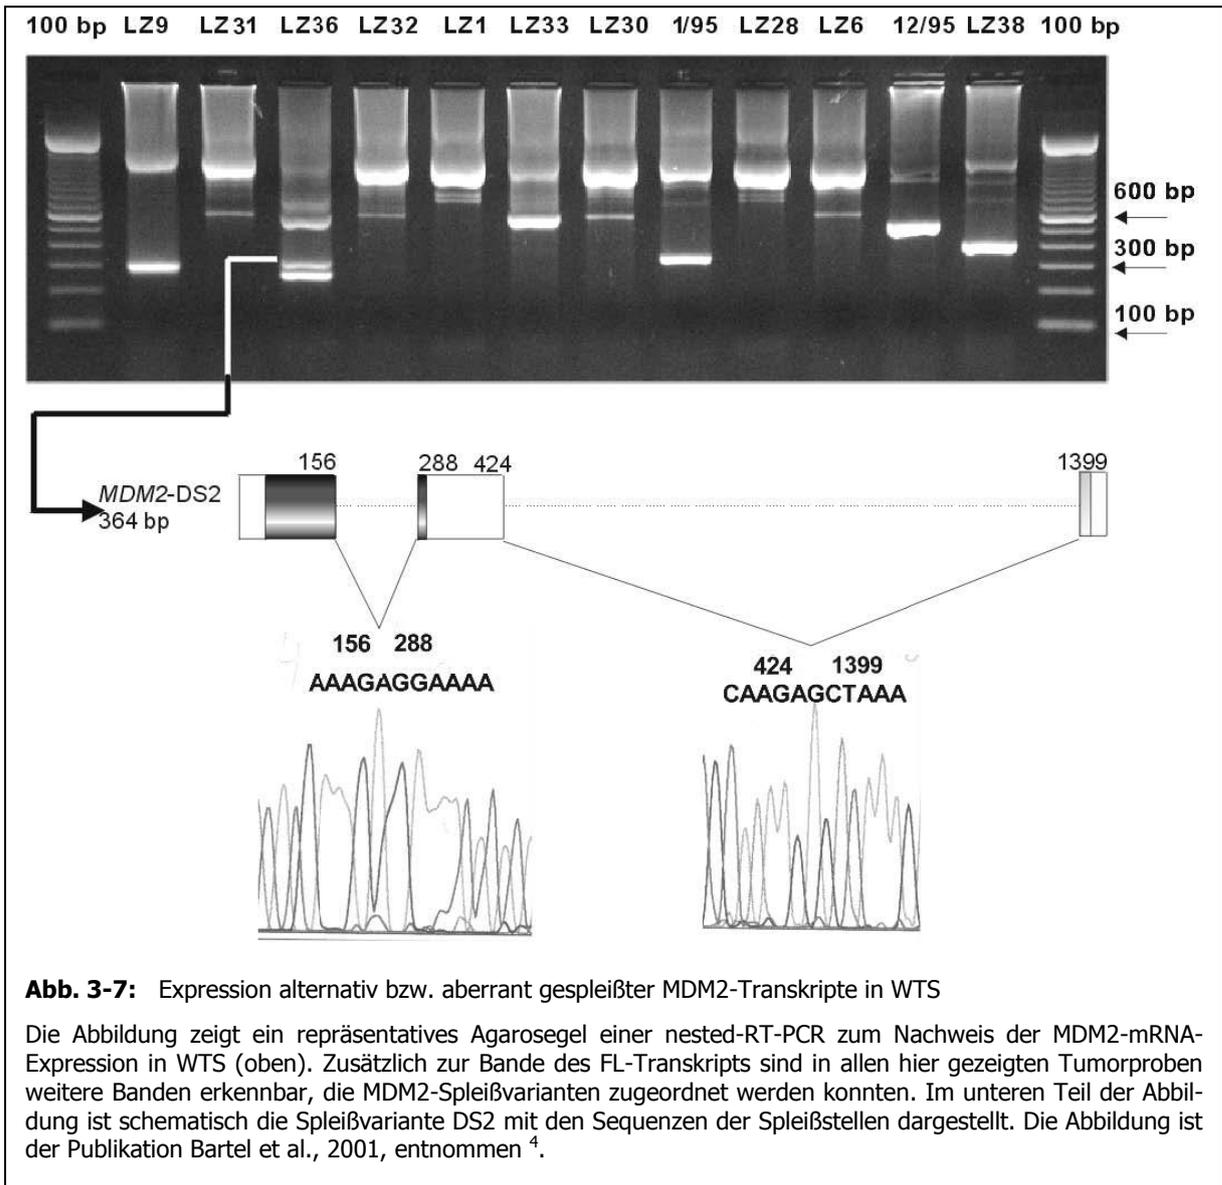 100 bp LZ9 LZ31 LZ36 LZ32 LZ1 LZ33 LZ30 1/95 LZ28 LZ6 12/95 LZ38 100 bp
600 bp
300 bp
100 bp
156 288 424 1399
MDM2-DS2
364 bp
156 288
AAAGAGGAAAA
424 1399
CAAGAGCTAAA
Abb. 3-7: Expression alternativ bzw. aberrant gespleißter MDM2-Transkripte in WTS
Die Abbildung zeigt ein repräsentatives Agarosegel einer nested-RT-PCR zum Nachweis der MDM2-mRNA-
Expression in WTS (oben). Zusätzlich zur Bande des FL-Transkripts sind in allen hier gezeigten Tumorproben
weitere Banden erkennbar, die MDM2-Spleißvarianten zugeordnet werden konnten. Im unteren Teil der Abbil-
dung ist schematisch die Spleißvariante DS2 mit den Sequenzen der Spleißstellen dargestellt. Die Abbildung ist
der Publikation Bartel et al., 2001, entnommen 4.